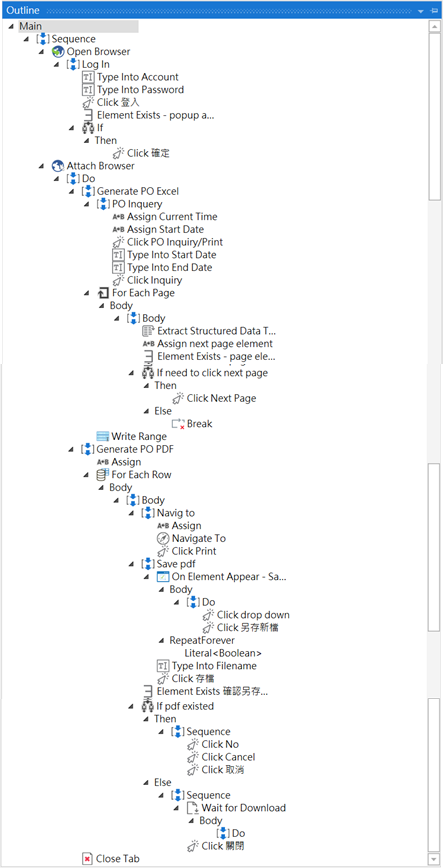 Outline
Main
Sequence
Open Browser
Log In
Type Into Account
Type Into Password
Click 登入
Element Exists - popup a...
If
Then
Click 確定
Attach Browser
Do
Generate PO Excel
PO Inquery
A+B Assign Current Time
A+B Assign Start Date
Click PO Inquiry/Print
Type Into Start Date
Type Into End Date
Click Inquiry
For Each Page
Body
Body
Extract Structured Data T...
A+B Assign next page element
Element Exists - page ele...
If need to click next page
Then
Click Next Page
Else
Break
Write Range
Generate PO PDF
A+B Assign
For Each Row
Body
Body
Navig to
A+B Assign
Navigate To
Click Print
Save pdf
On Element Appear - Sa...
Body
Do
Click drop down
Click 另存新檔
RepeatForever
Literal<Boolean>
Type Into Filename
Click 存檔
Element Exists 確認另存...
If pdf existed
Then
Sequence
Click No
Click Cancel
Click 取消
Else
Sequence
Wait for Download
Body
Do
Click 關閉
Close Tab